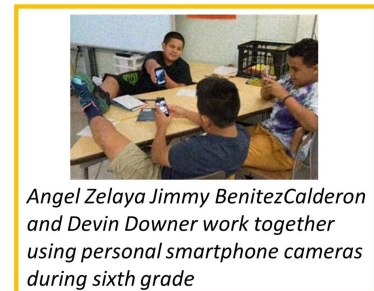 Angel Zelaya Jimmy BenitezCalderon
and Devin Downer work together
using personal smartphone cameras
during sixth grade